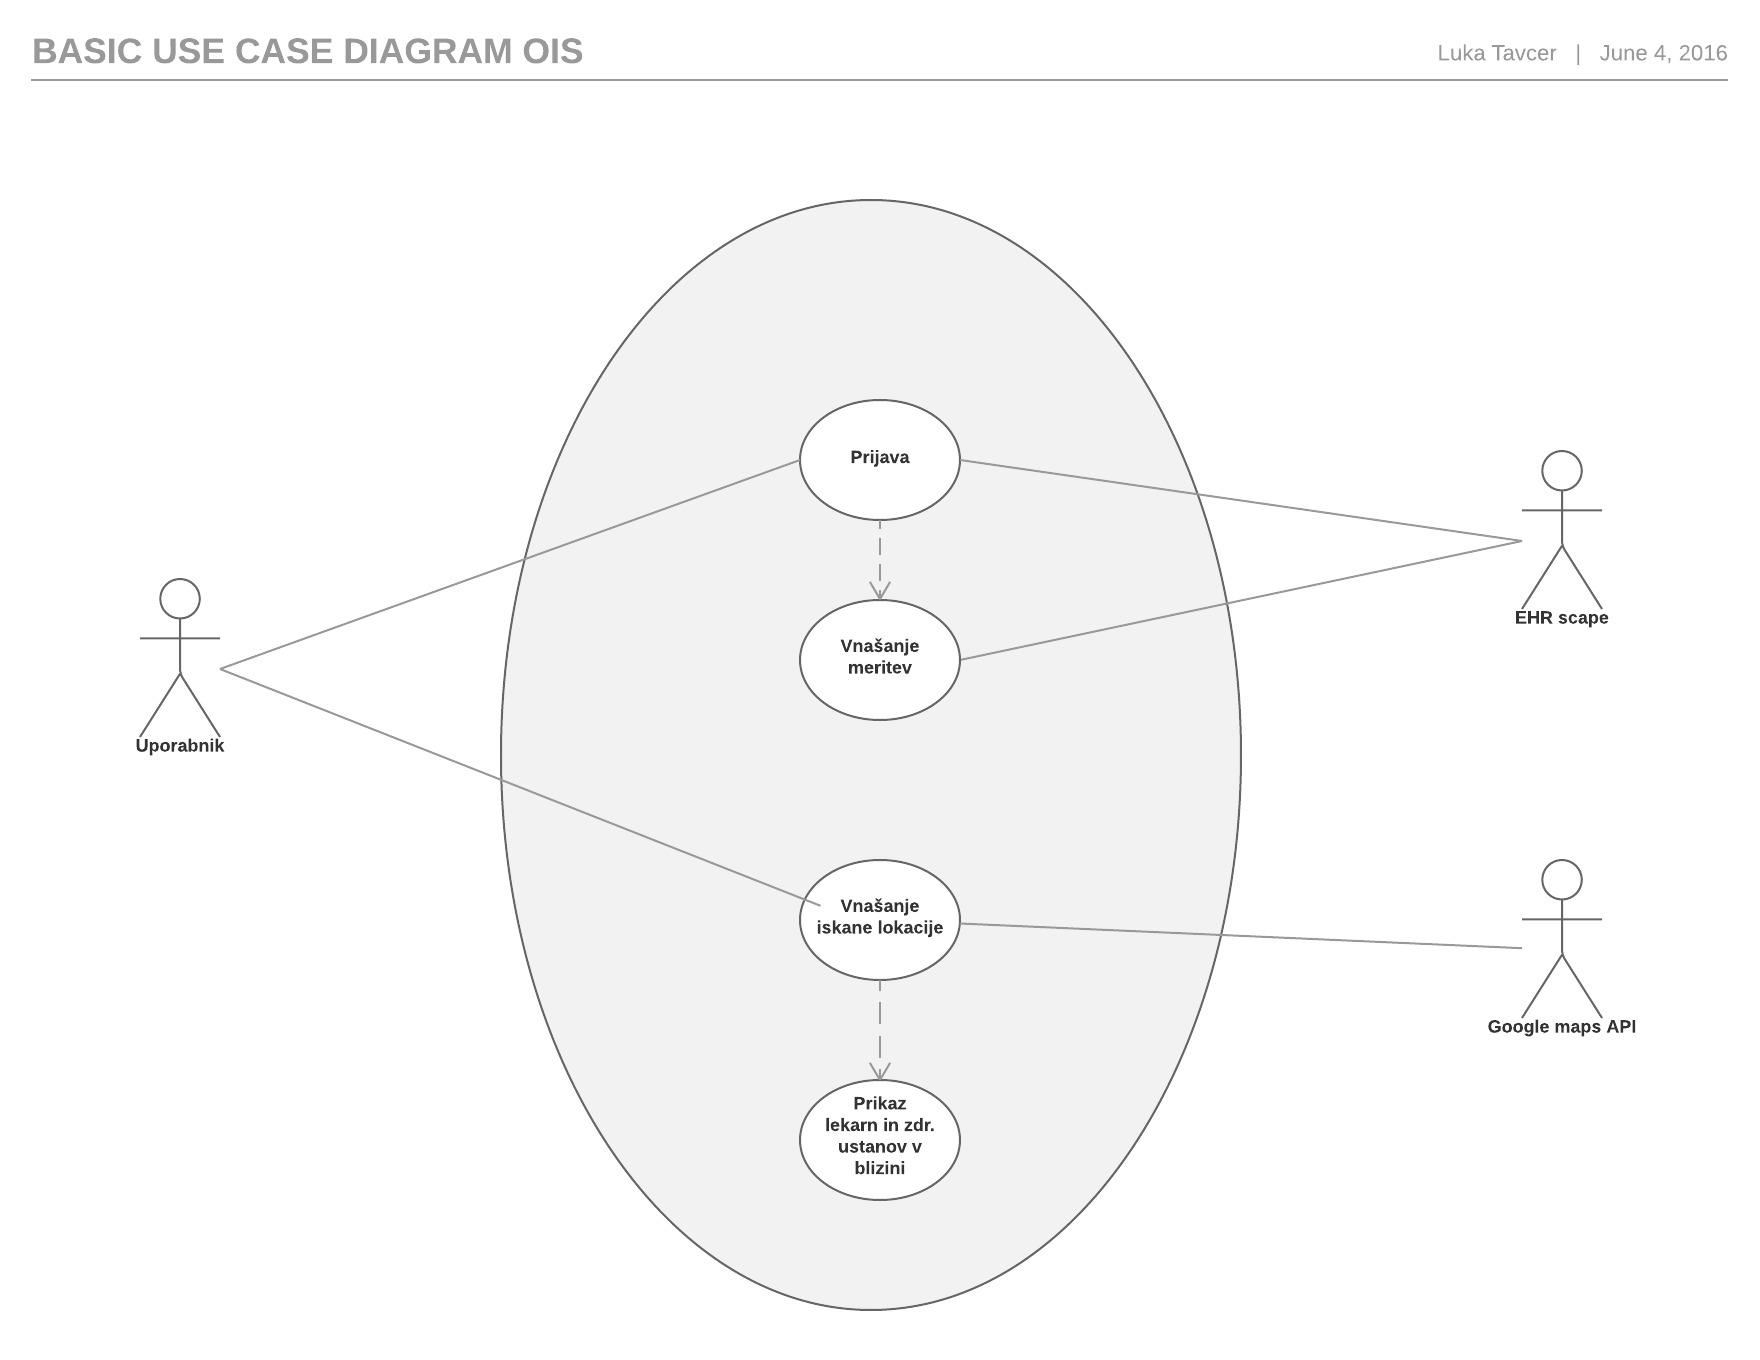 BASIC USE CASE DIAGRAM OIS
Luka Tavcer | June 4, 2016
Prijava
EHR scape
Vnašanje
meritev
Uporabnik
Vnašanje
iskane lokacije
Google maps API
Prikaz
lekarn in zdr.
ustanov v
blizini